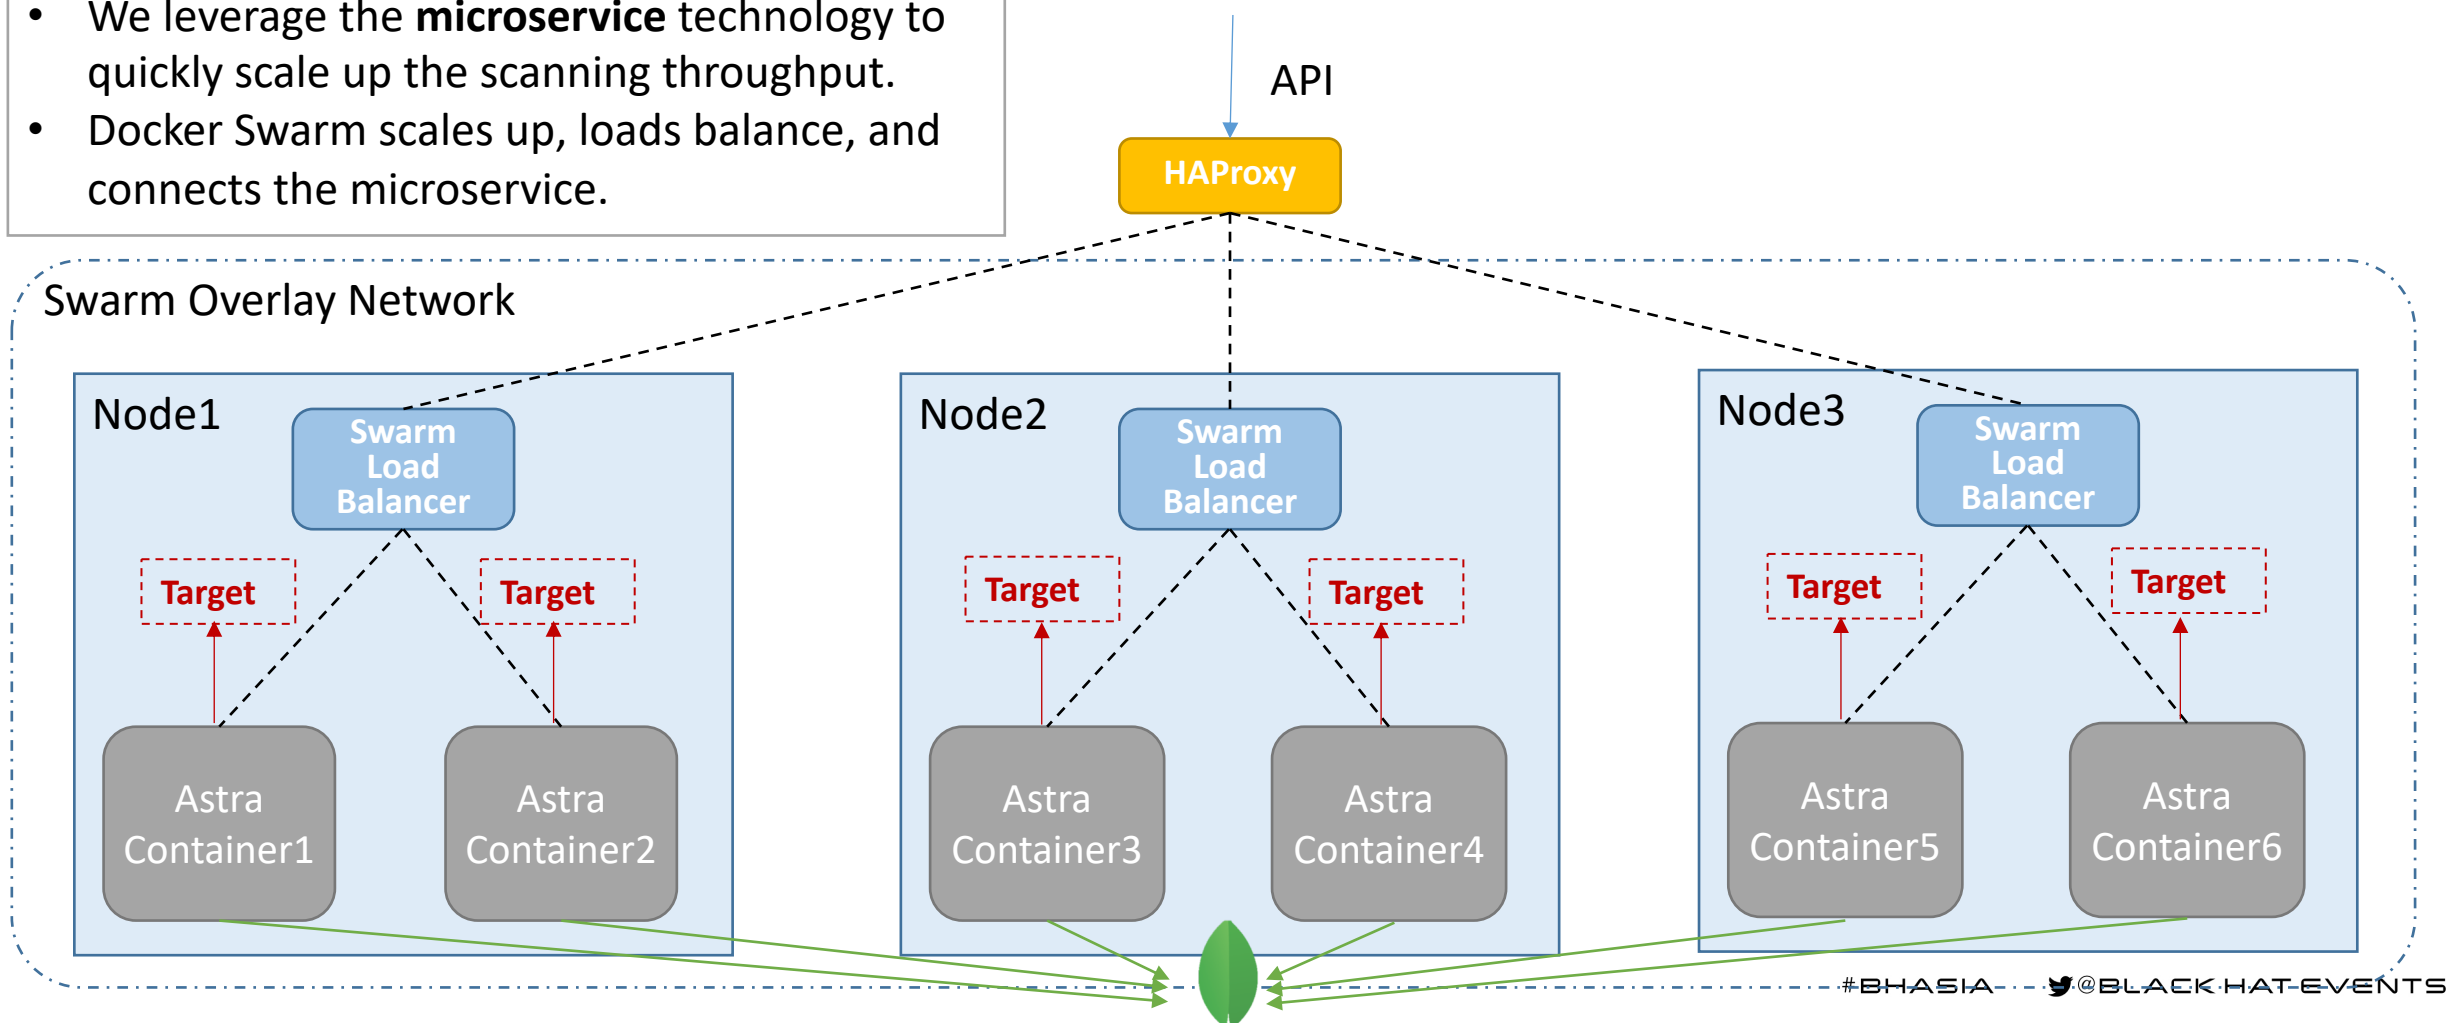 • We leverage the microservice technology to
quickly scale up the scanning throughput.
• Docker Swarm scales up, loads balance, and
connects the microservice.
API
HAProxy
Swarm Overlay Network
Node1
Swarm
Load
Balancer
Target
Target
Astra
Container1
Astra
Container2
Node2
Swarm
Load
Balancer
Target
Target
Astra
Container3
Astra
Container4
Node3
Swarm
Load
Balancer
Target
Target
Astra
Container5
Astra
Container6
#BHASIA @BLACKHATEVENTS